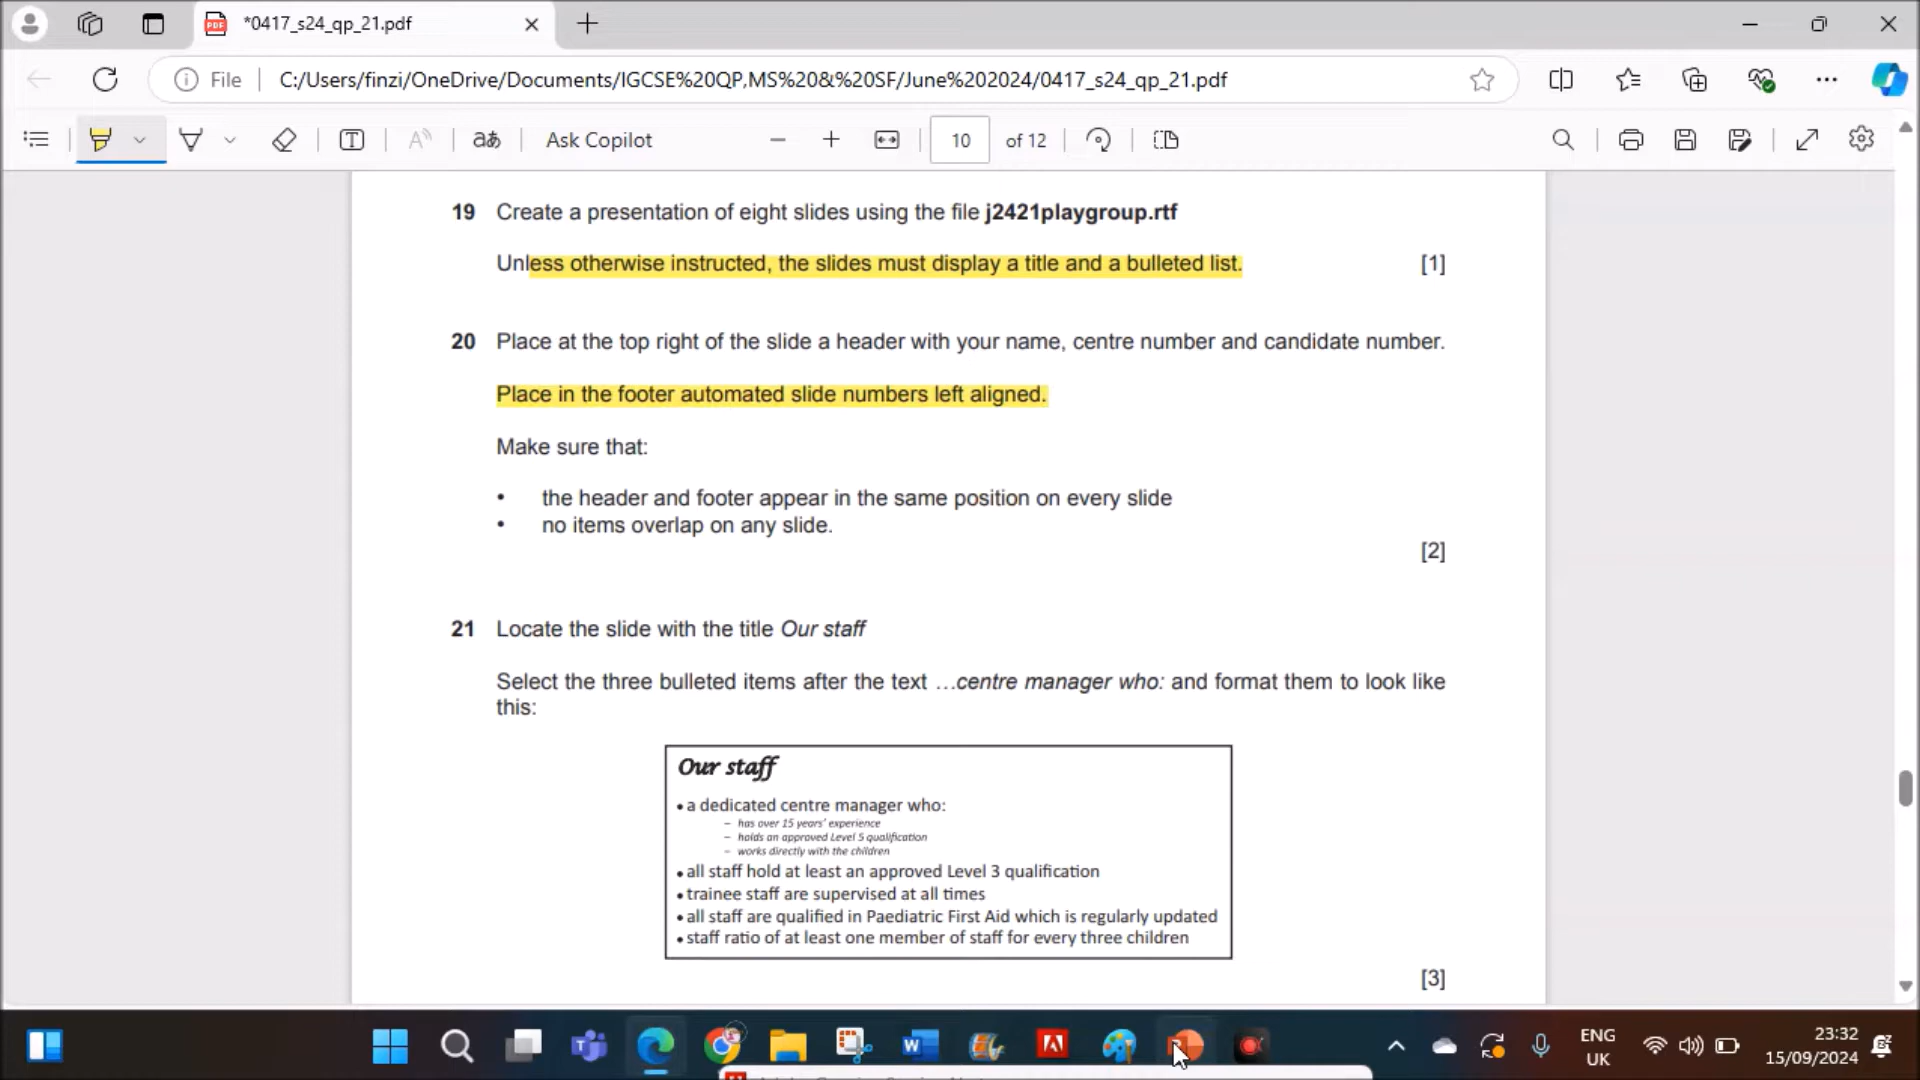 *0417_s24_qp_21.pdf
File
C:/Users/finzi/OneDrive/Documents/IGCSE%20QP,MS%20&%20SF/June%202024/0417_s24_qp_21.pdf
Ask Copilot
10 of 12
19 Create a presentation of eight slides using the file j2421playgroup.rtf
Unless otherwise instructed, the slides must display a title and a bulleted list. [1]
20 Place at the top right of the slide a header with your name, centre number and candidate number.
Place in the footer automated slide numbers left aligned.
Make sure that:
• the header and footer appear in the same position on every slide
• no items overlap on any slide.
[2]
21 Locate the slide with the title Our staff
Select the three bulleted items after the text …centre manager who: and format them to look like
this:
Our staff
• a dedicated centre manager who:
– has over 15 years' experience
– holds an approved Level 5 qualification
– works directly with the children
• all staff hold at least an approved Level 3 qualification
• trainee staff are supervised at all times
• all staff are qualified in Paediatric First Aid which is regularly updated
• staff ratio of at least one member of staff for every three children
[3]
ENG
UK
23:32
15/09/2024